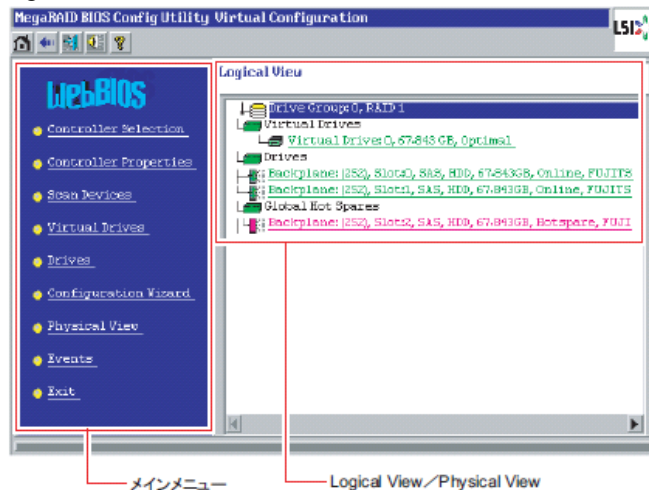 MegaRAID BIOS Config Utility Virtual Configuration
LSI
WebBIOS
Controller Selection
Controller Properties
Scan Devices
Virtual Drives
Drives
Configuration Wizard
Physical View
Events
Exit
Logical View
Drive Group: 0, RAID 1
Virtual Drives
Virtual Drive: 0, 67.843 GB, Optimal
Drives
Backplane: (252), Slot:0, SAS, HDD, 67.843GB, Online, FUJITS
Backplane: (252), Slot:1, SAS, HDD, 67.843GB, Online, FUJITS
Global Hot Spares
Backplane: (252), Slot:2, SAS, HDD, 67.843GB, Hotspare, FUJI
メインメニュー
Logical View／Physical View